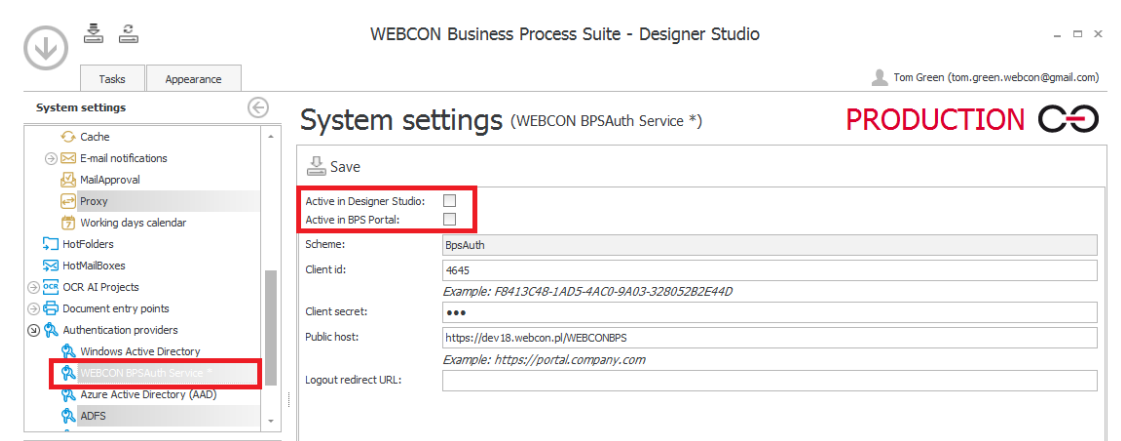 WEBCON Business Process Suite - Designer Studio
Tasks
Appearance
Tom Green (tom.green.webcon@gmail.com)
System settings
Cache
E-mail notifications
MailApproval
Proxy
7
Working days calendar
HotFolders
HotMailBoxes
OCR
OCR AI Projects
Document entry points
Authentication providers
Windows Active Directory
WEBCON BPSAuth Service *
Azure Active Directory (AAD)
ADFS
System settings (WEBCON BPSAuth Service *)
PRODUCTION
Save
Active in Designer Studio:
Active in BPS Portal:
Scheme:
BpsAuth
Client id:
4645
Example: F8413C48-1AD5-4AC0-9A03-328052B2E44D
Client secret:
●●●
Public host:
https://dev18.webcon.pl/WEBCONBPS
Example: https://portal.company.com
Logout redirect URL: